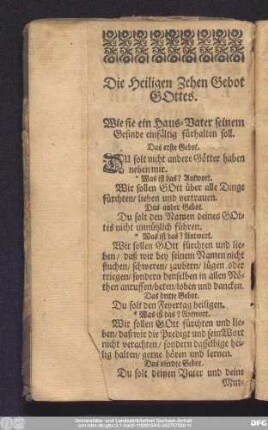 Die Heiligen Zehen Gebot
GOttes.
Wie sie ein Haus-Vater seinem
Gesinde einfältig fürhalten soll.
Das erste Gebot.
DU solt nicht andere Götter haben
neben mir.
* Was ist das? Antwort.
Wir sollen GOtt über alle Dinge
fürchten/ lieben und vertrauen.
Das ander Gebot.
Du solt den Namen deines GOt-
tes nicht unnützlich führen.
* Was ist das? Antwort.
Wir sollen GOtt fürchten und lie-
ben/ daß wir bey seinem Namen nicht
fluchen/ schweren/ zaubern/ lügen oder
triegen/ sondern denselben in allen Nö-
then anruffen/ beten/ loben und dancken.
Das dritte Gebot.
Du solt den Feyertag heiligen.
* Was ist das? Antwort.
Wir sollen GOtt fürchten und lie-
ben/ daß wir die Predigt und sein Wort
nicht verachten/ sondern dasselbige hei-
lig halten/ gerne hören und lernen.
Das vierdte Gebot.
Du solt deinen Vater und deine
Mut-